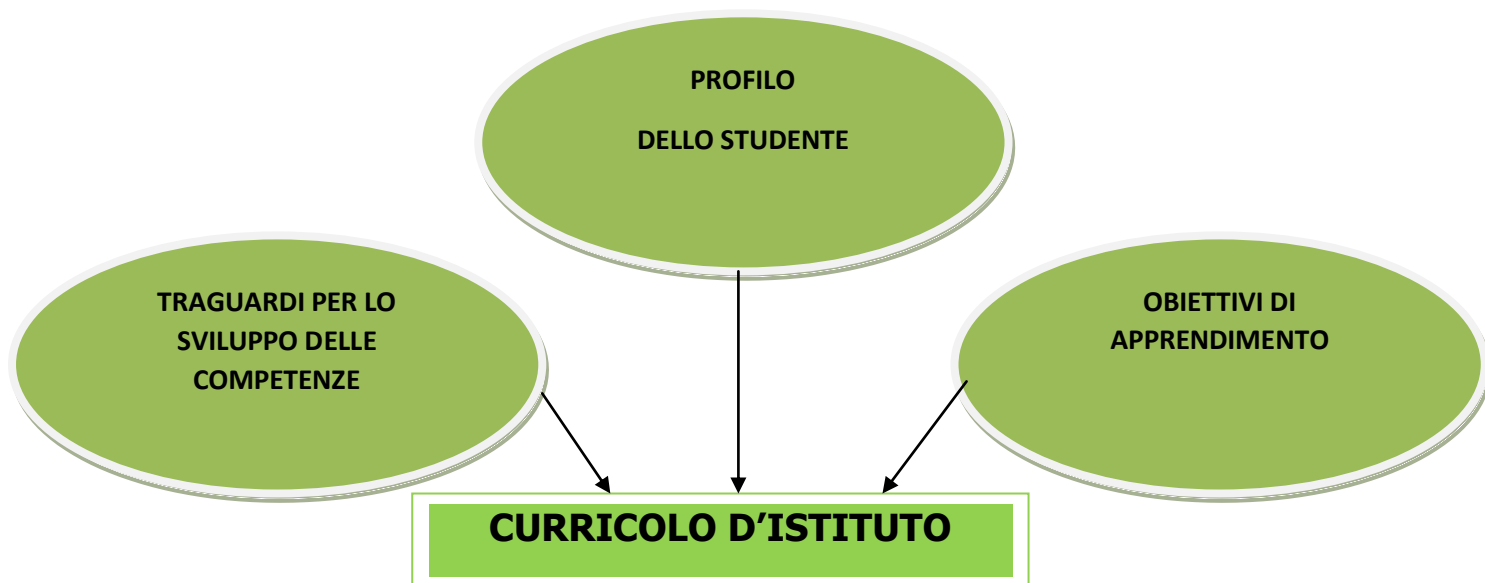 PROFILO
DELLO STUDENTE
TRAGUARDI PER LO
SVILUPPO DELLE
COMPETENZE
OBIETTIVI DI
APPRENDIMENTO
CURRICOLO D’ISTITUTO